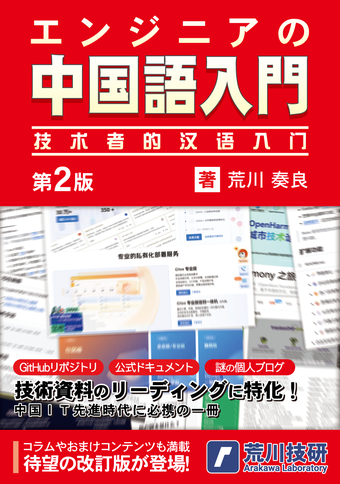 エンジニアの
中国語入門
技术者的汉语入门
第2版
著 荒川 奏良
专业的私有化部署服务
GitHubリポジトリ 公式ドキュメント 謎の個人ブログ
技術資料のリーディングに特化！
中国IT先進時代に必携の一冊
コラムやおまけコンテンツも満載
待望の改訂版が登場!
荒川技研
Arakawa Laboratory